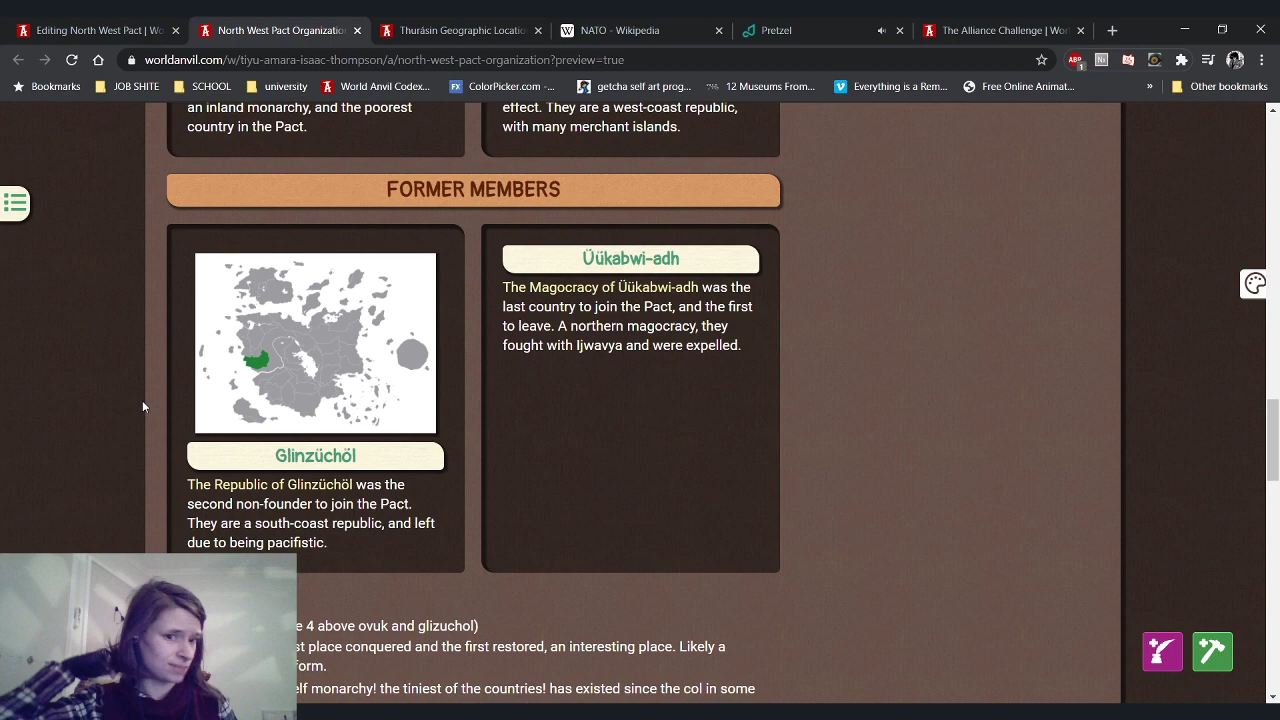 Editing North West Pact | Wo
North West Pact Organizatio
Thurásin Geographic Locatio
NATO - Wikipedia
Pretzel
The Alliance Challenge | Worl
worldanvil.com/w/tiyu-amara-isaac-thompson/a/north-west-pact-organization?preview=true
Bookmarks
JOB SHITE
SCHOOL
university
World Anvil Codex...
ColorPicker.com -...
getcha self art prog...
12 Museums From...
Everything is a Rem...
Free Online Animat...
»
Other bookmarks
an inland monarchy, and the poorest
country in the Pact.
effect. They are a west-coast republic,
with many merchant islands.
FORMER MEMBERS
Glinzüchöl
The Republic of Glinzüchöl was the
second non-founder to join the Pact.
They are a south-coast republic, and left
due to being pacifistic.
Üükabwi-adh
The Magocracy of Üükabwi-adh was the
last country to join the Pact, and the first
to leave. A northern magocracy, they
fought with Ijwavya and were expelled.
e 4 above ovuk and glizuchol)
st place conquered and the first restored, an interesting place. Likely a
form.
elf monarchy! the tiniest of the countries! has existed since the col in some